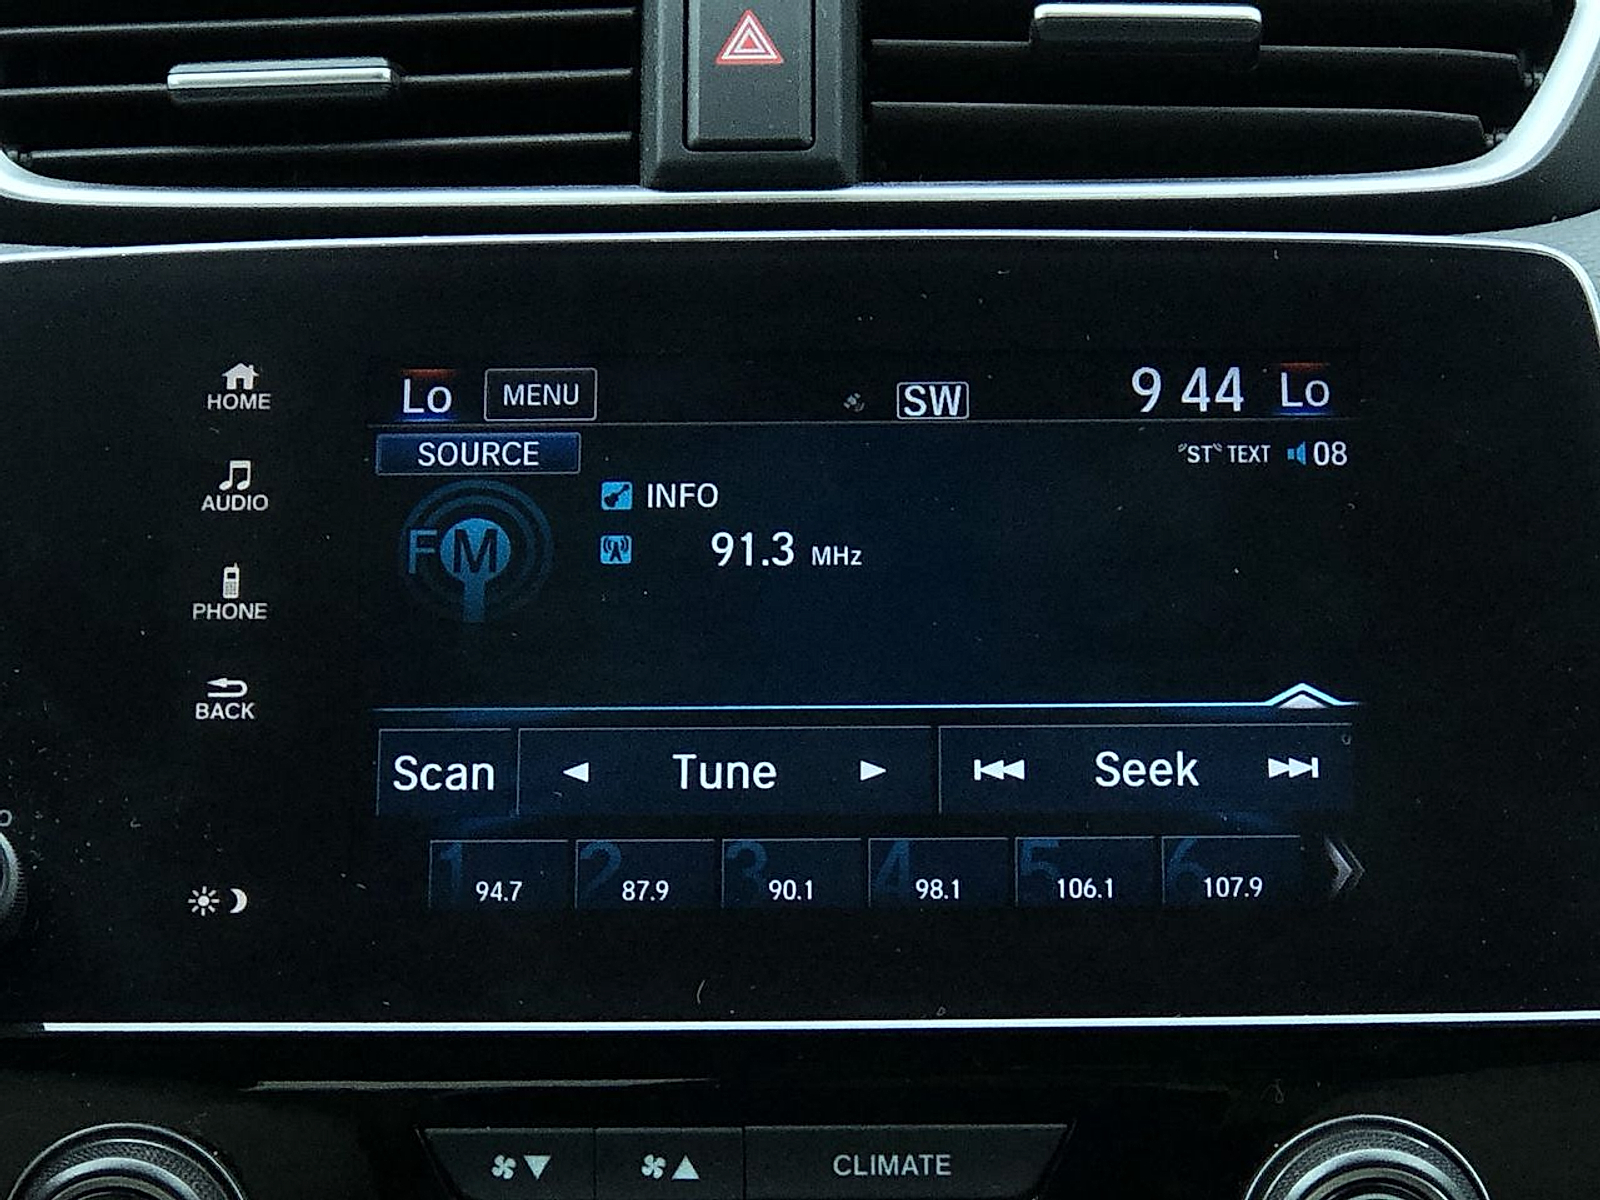 HOME
AUDIO
PHONE
BACK
Lo MENU SW 9 44 Lo
SOURCE "ST" TEXT 08
FM INFO
91.3 MHz
Scan Tune Seek
1 94.7 2 87.9 3 90.1 4 98.1 5 106.1 6 107.9
CLIMATE